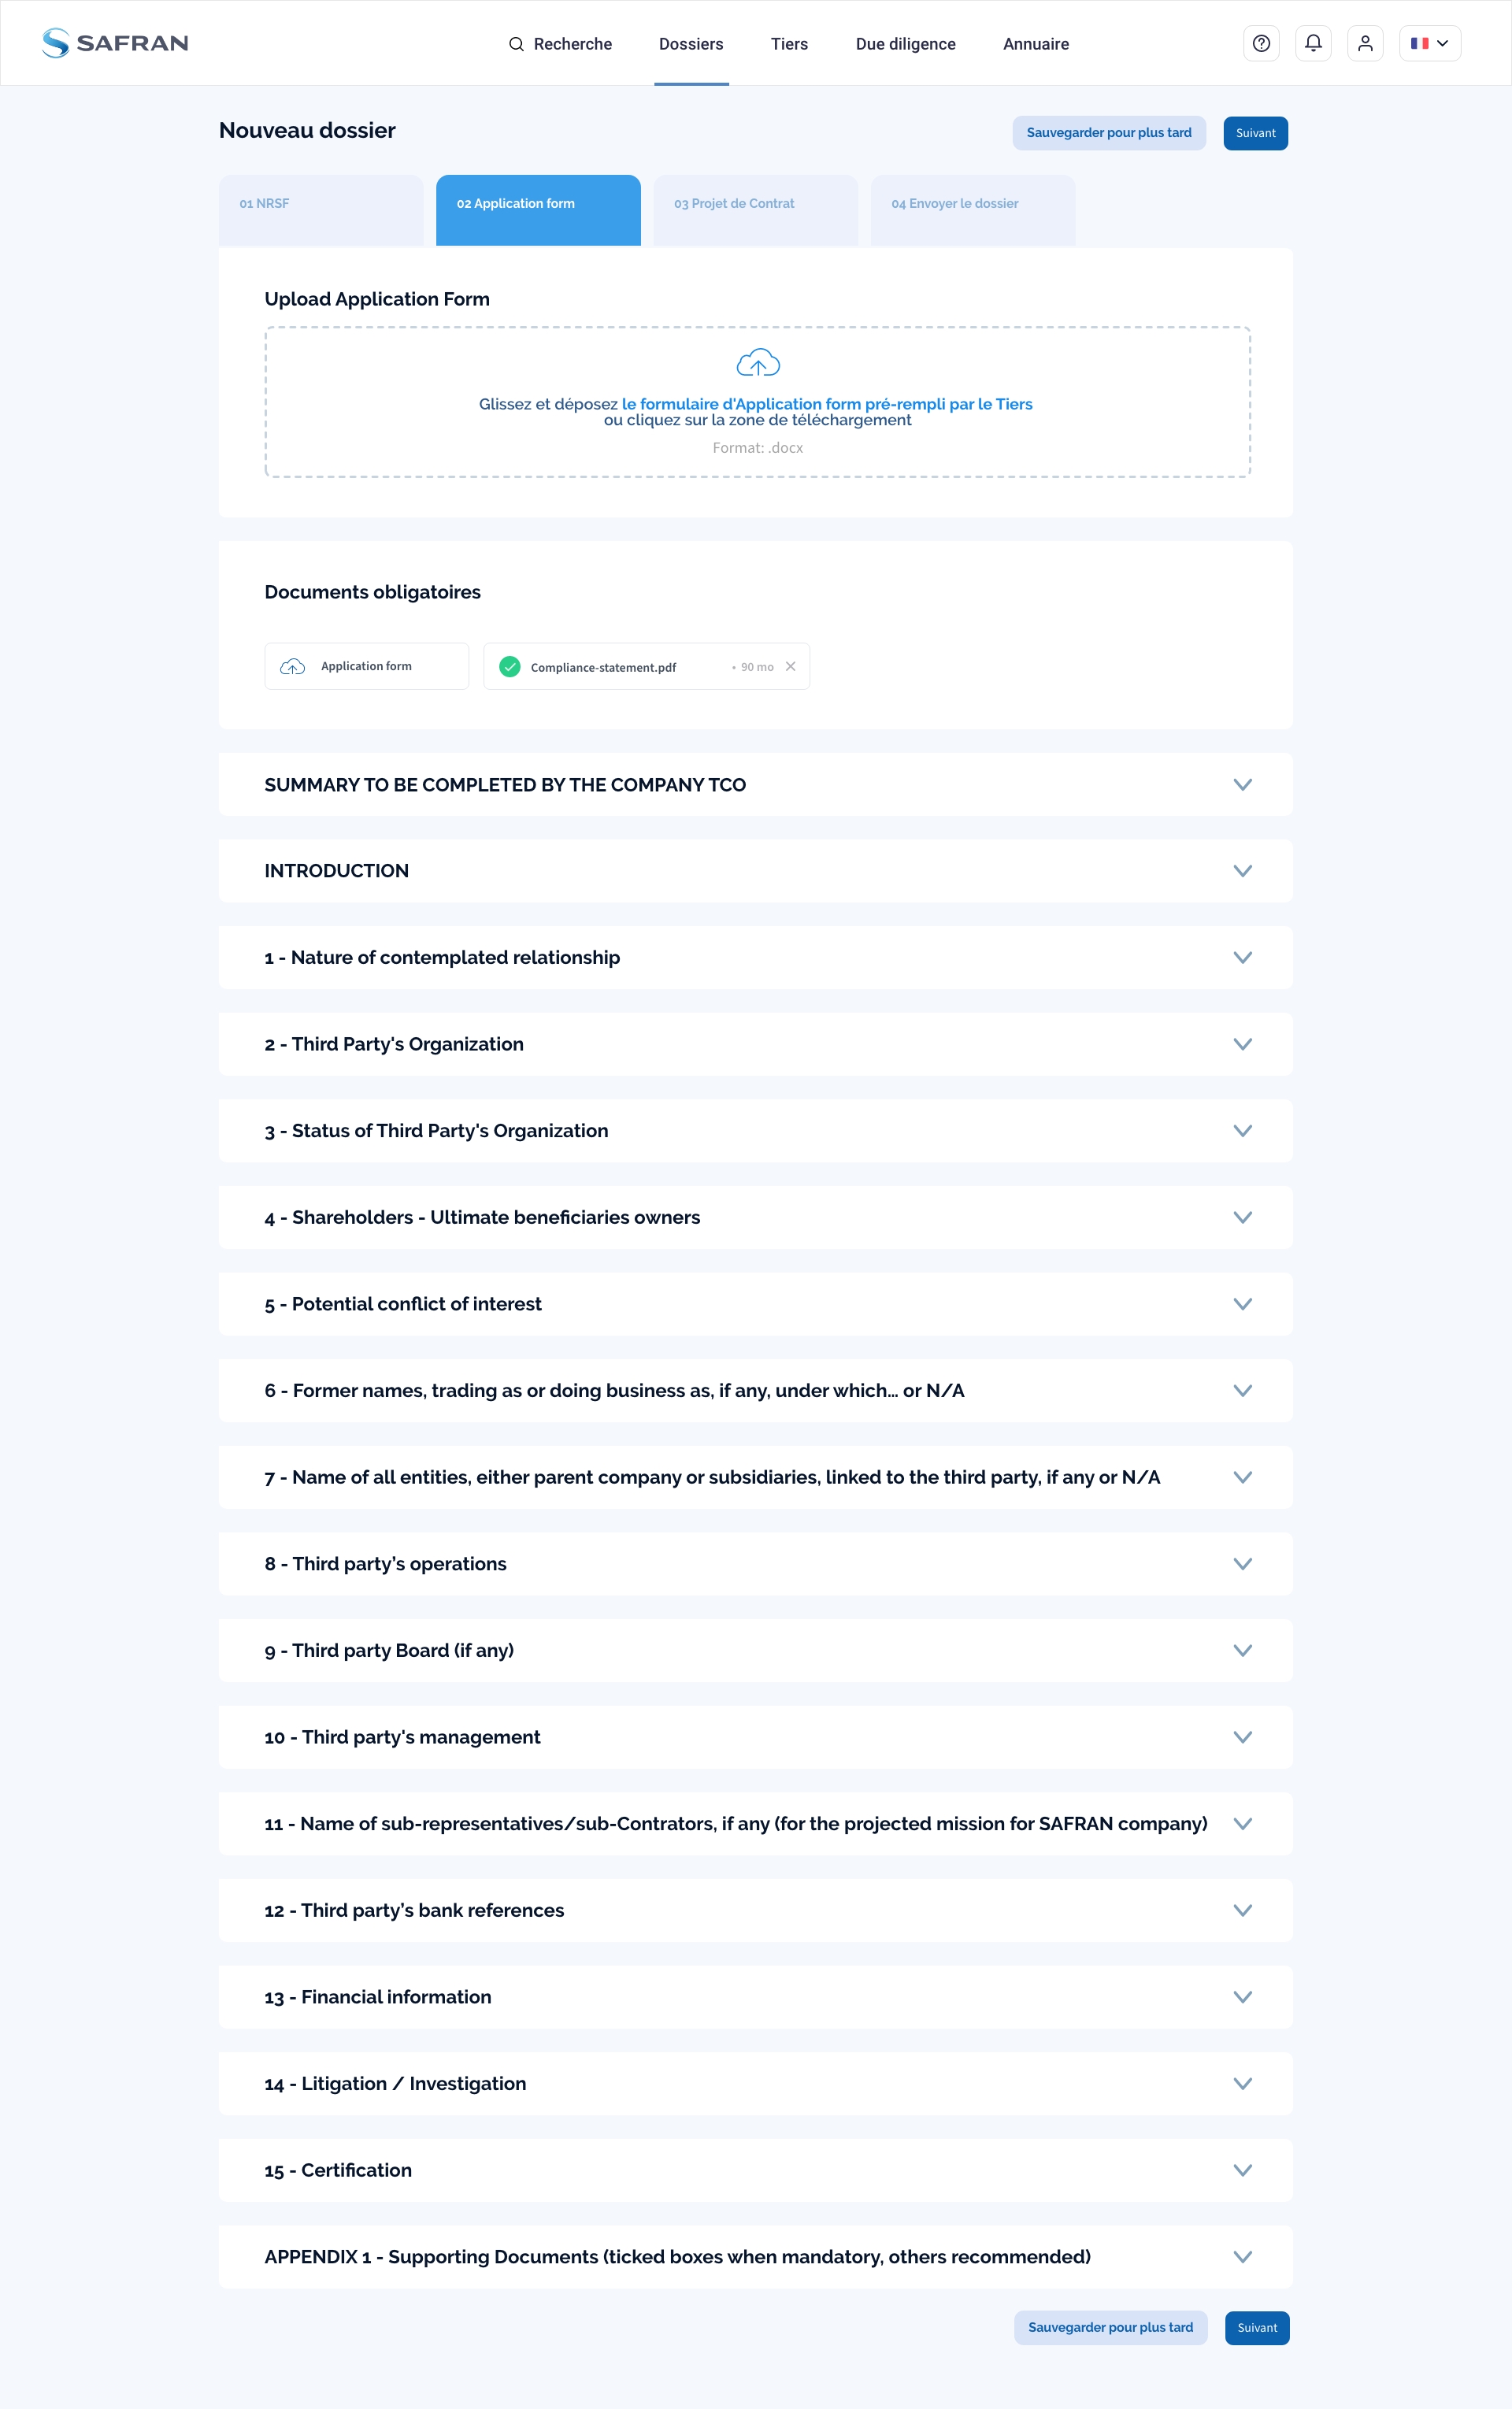 SAFRAN
Recherche
Dossiers
Tiers
Due diligence
Annuaire
Nouveau dossier
Sauvegarder pour plus tard
Suivant
01 NRSF
02 Application form
03 Projet de Contrat
04 Envoyer le dossier
Upload Application Form
Glissez et déposez le formulaire d'Application form pré-rempli par le Tiers
ou cliquez sur la zone de téléchargement
Format: .docx
Documents obligatoires
Application form
Compliance-statement.pdf
• 90 mo
SUMMARY TO BE COMPLETED BY THE COMPANY TCO
INTRODUCTION
1 - Nature of contemplated relationship
2 - Third Party's Organization
3 - Status of Third Party's Organization
4 - Shareholders - Ultimate beneficiaries owners
5 - Potential conflict of interest
6 - Former names, trading as or doing business as, if any, under which... or N/A
7 - Name of all entities, either parent company or subsidiaries, linked to the third party, if any or N/A
8 - Third party’s operations
9 - Third party Board (if any)
10 - Third party's management
11 - Name of sub-representatives/sub-Contrators, if any (for the projected mission for SAFRAN company)
12 - Third party’s bank references
13 - Financial information
14 - Litigation / Investigation
15 - Certification
APPENDIX 1 - Supporting Documents (ticked boxes when mandatory, others recommended)
Sauvegarder pour plus tard
Suivant